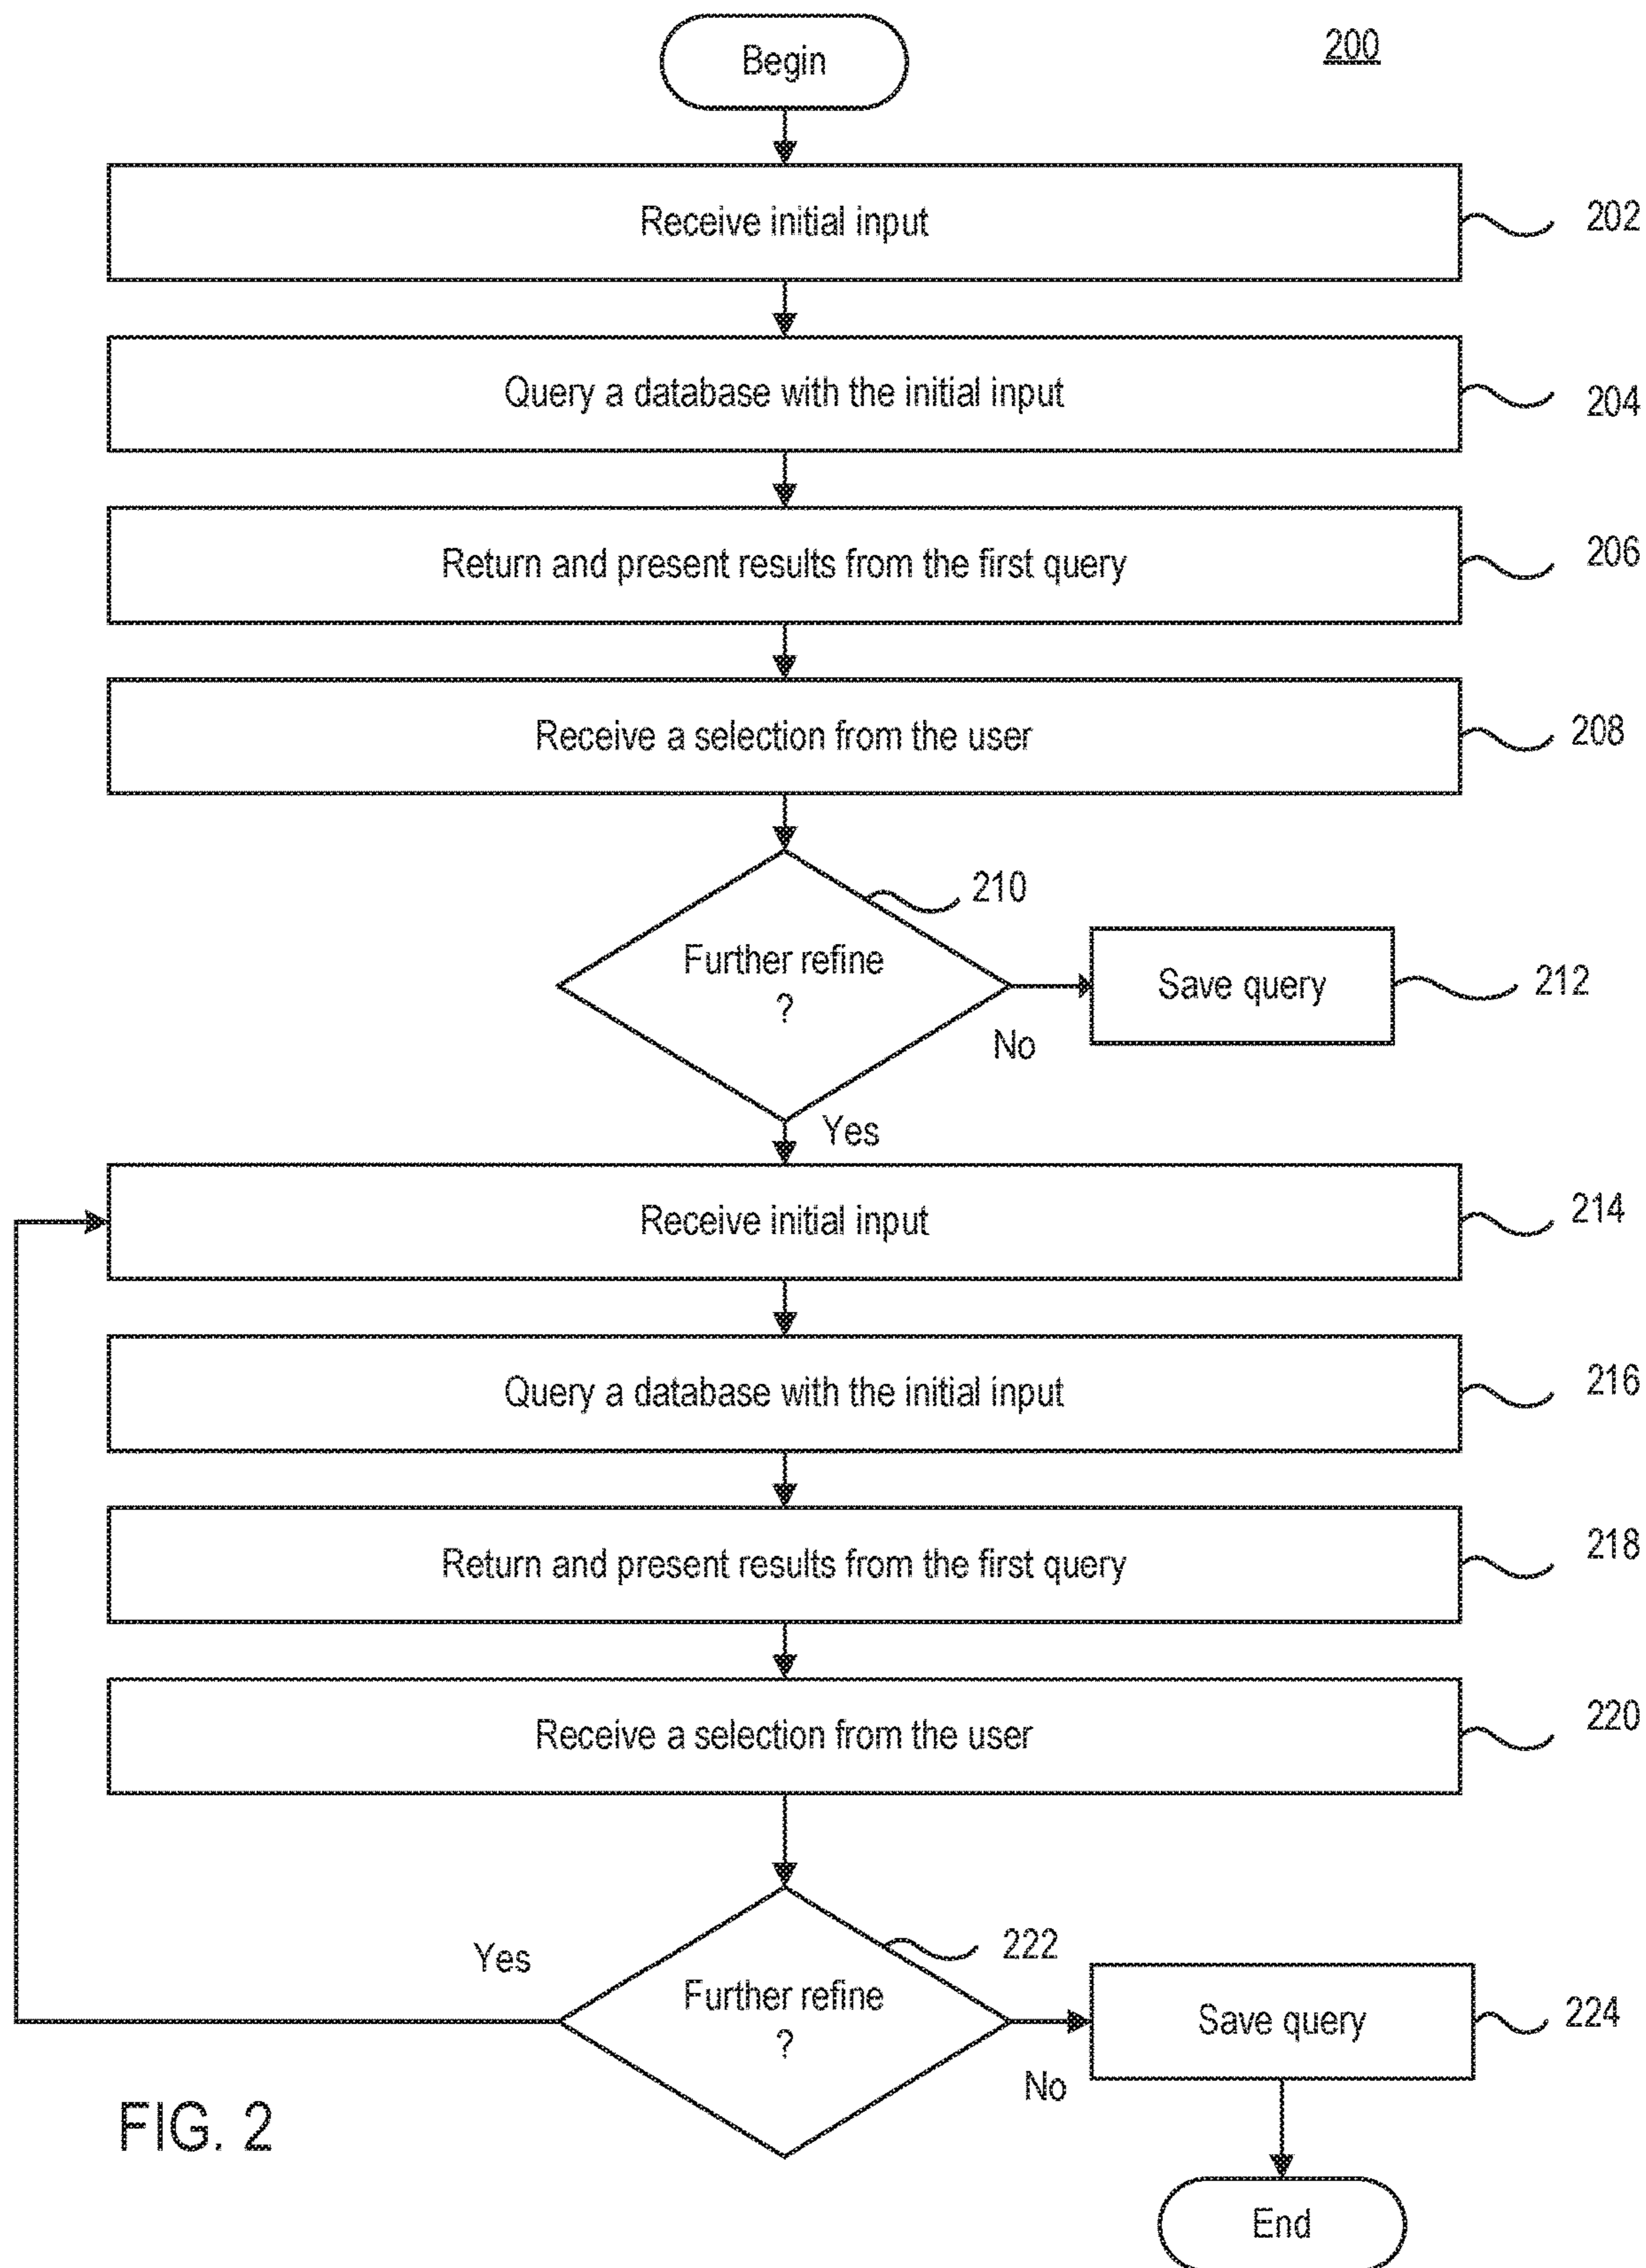 Begin
200
Receive initial input
202
Query a database with the initial input
204
Return and present results from the first query
206
Receive a selection from the user
208
210
Further refine
?
Save query
212
No
Yes
Receive initial input
214
Query a database with the initial input
216
Return and present results from the first query
218
Receive a selection from the user
220
Yes
222
Further refine
?
Save query
224
No
FIG. 2
End